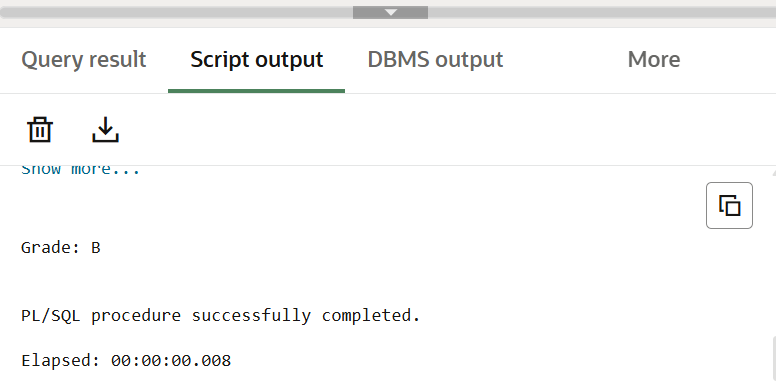 Query result Script output DBMS output More
Show more...
Grade: B
PL/SQL procedure successfully completed.
Elapsed: 00:00:00.008